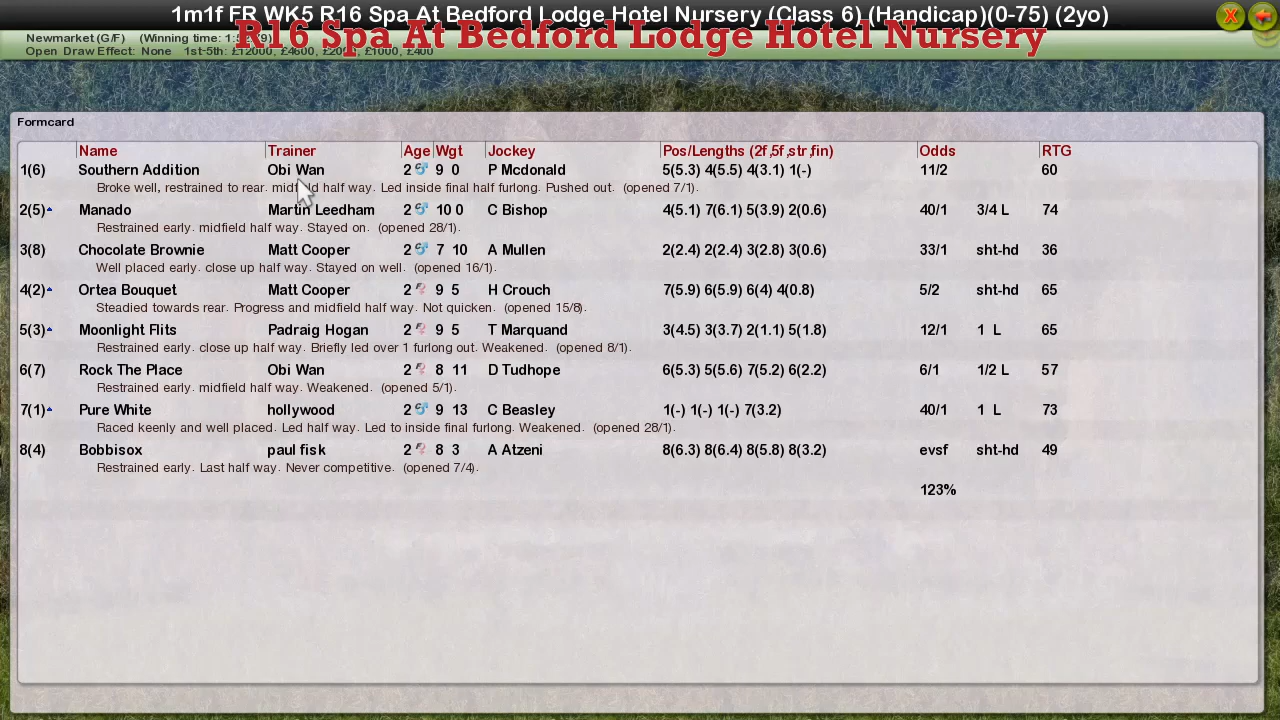 1m1f FR WK5 R16 Spa At Bedford Lodge Hotel Nursery (Class 6) (Handicap)(0-75) (2yo)
R16 Spa At Bedford Lodge Hotel Nursery
Newmarket (G/F) (Winning time:
Open Draw Effect: None 1st-5th: £12000, £4600, £1000, £400
Formcard
Name Trainer Age Wgt Jockey Pos/Lengths (2f,5f,str,fin) Odds RTG
1(6) Southern Addition Obi Wan 2 9 0 P Mcdonald 5(5.3) 4(5.5) 4(3.1) 1(-) 11/2 60
Broke well, restrained to rear. midfield half way. Led inside final half furlong. Pushed out. (opened 7/1).
2(5) Manado Martin Leedham 2 10 0 C Bishop 4(5.1) 7(6.1) 5(3.9) 2(0.6) 40/1 3/4 L 74
Restrained early. midfield half way. Stayed on. (opened 28/1).
3(8) Chocolate Brownie Matt Cooper 2 7 10 A Mullen 2(2.4) 2(2.4) 3(2.8) 3(0.6) 33/1 sht-hd 36
Well placed early. close up half way. Stayed on well. (opened 16/1).
4(2) Ortea Bouquet Matt Cooper 2 9 5 H Crouch 7(5.9) 6(5.9) 6(4) 4(0.8) 5/2 sht-hd 65
Steadied towards rear. Progress and midfield half way. Not quicken. (opened 15/8).
5(3) Moonlight Flits Padraig Hogan 2 9 5 T Marquand 3(4.5) 3(3.7) 2(1.1) 5(1.8) 12/1 1 L 65
Restrained early. close up half way. Briefly led over 1 furlong out. Weakened. (opened 8/1).
6(7) Rock The Place Obi Wan 2 8 11 D Tudhope 6(5.3) 5(5.6) 7(5.2) 6(2.2) 6/1 1/2 L 57
Restrained early. midfield half way. Weakened. (opened 5/1).
7(1) Pure White hollywood 2 9 13 C Beasley 1(-) 1(-) 1(-) 7(3.2) 40/1 1 L 73
Raced keenly and well placed. Led half way. Led to inside final furlong. Weakened. (opened 28/1).
8(4) Bobbisox paul fisk 2 8 3 A Atzeni 8(6.3) 8(6.4) 8(5.8) 8(3.2) evsf sht-hd 49
Restrained early. Last half way. Never competitive. (opened 7/4).
123%